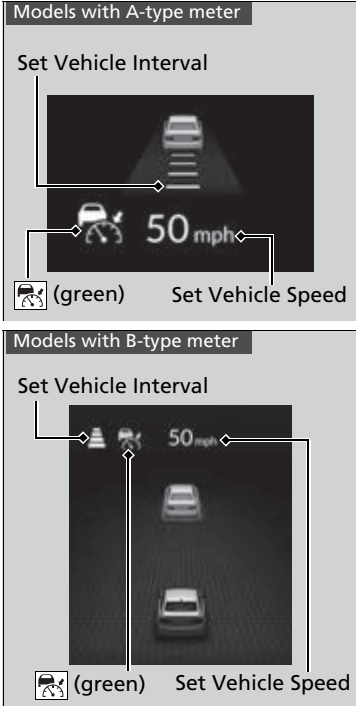 Models with A-type meter
Set Vehicle Interval
50 mph
(green) Set Vehicle Speed
Models with B-type meter
Set Vehicle Interval
50 mph
(green) Set Vehicle Speed